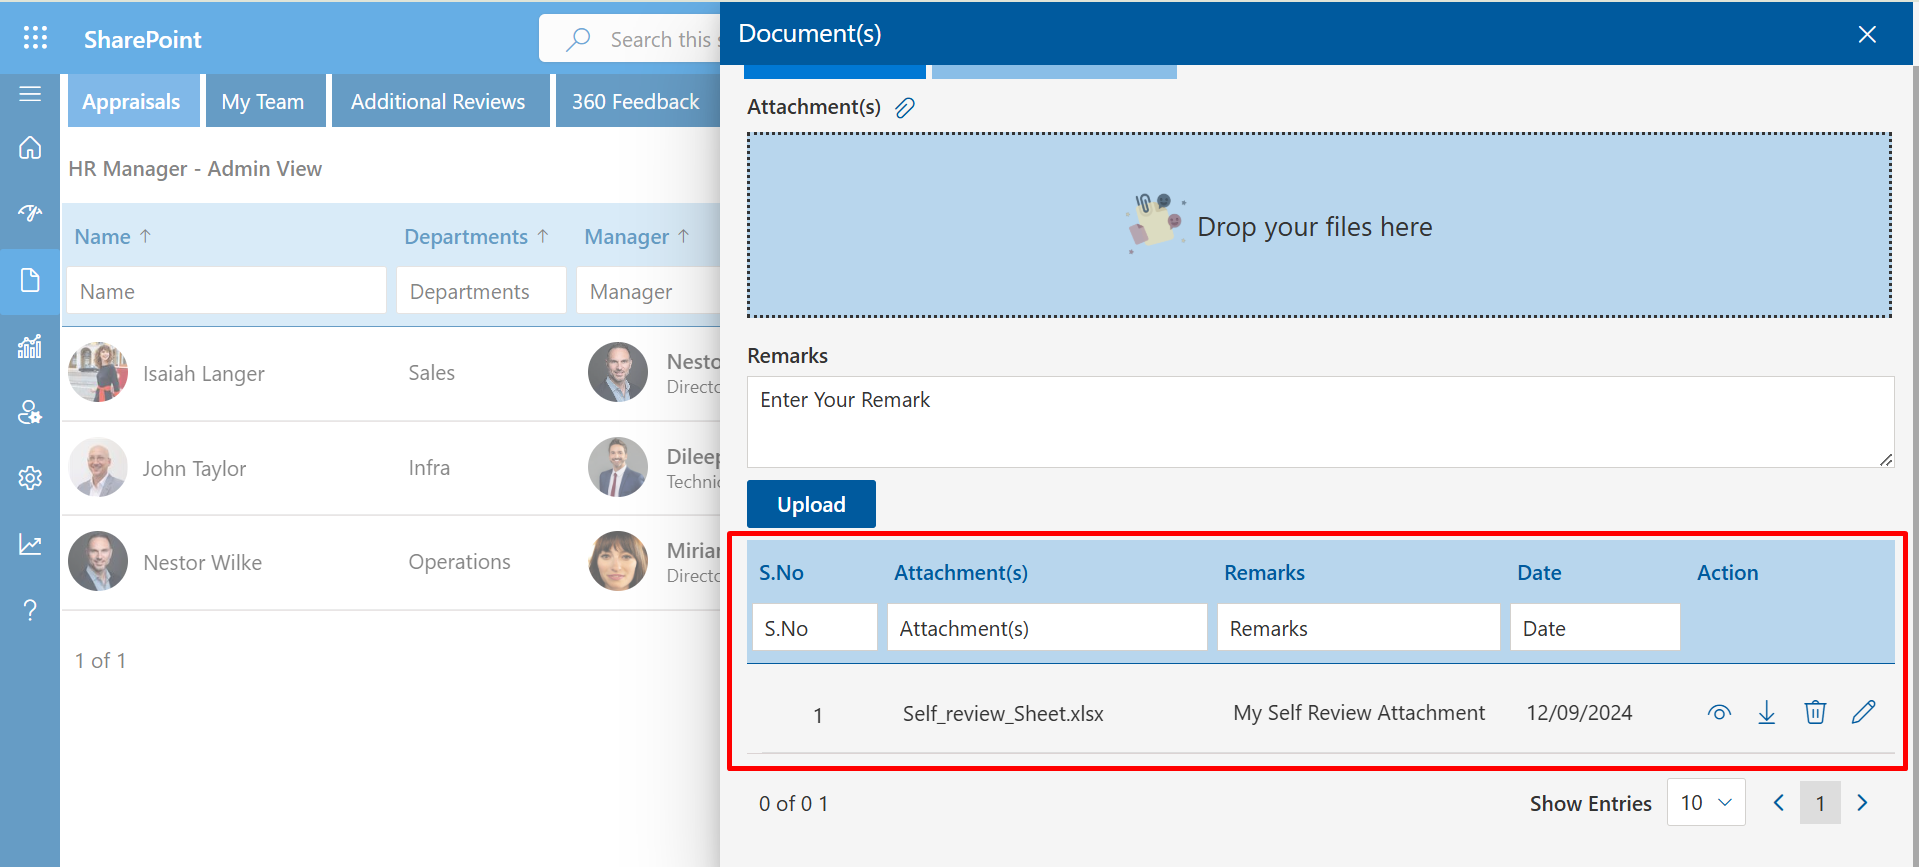 SharePoint
Search this s
Document(s)
Appraisals
My Team
Additional Reviews
360 Feedback
HR Manager - Admin View
Name ↑
Departments ↑
Manager ↑
Name
Departments
Manager
Isaiah Langer
Sales
Nesto
Directo
John Taylor
Infra
Dileep
Technic
Nestor Wilke
Operations
Mirian
Directo
1 of 1
Attachment(s)
Drop your files here
Remarks
Enter Your Remark
Upload
S.No
Attachment(s)
Remarks
Date
Action
S.No
Attachment(s)
Remarks
Date
1
Self_review_Sheet.xlsx
My Self Review Attachment
12/09/2024
0 of 0 1
Show Entries
10
1